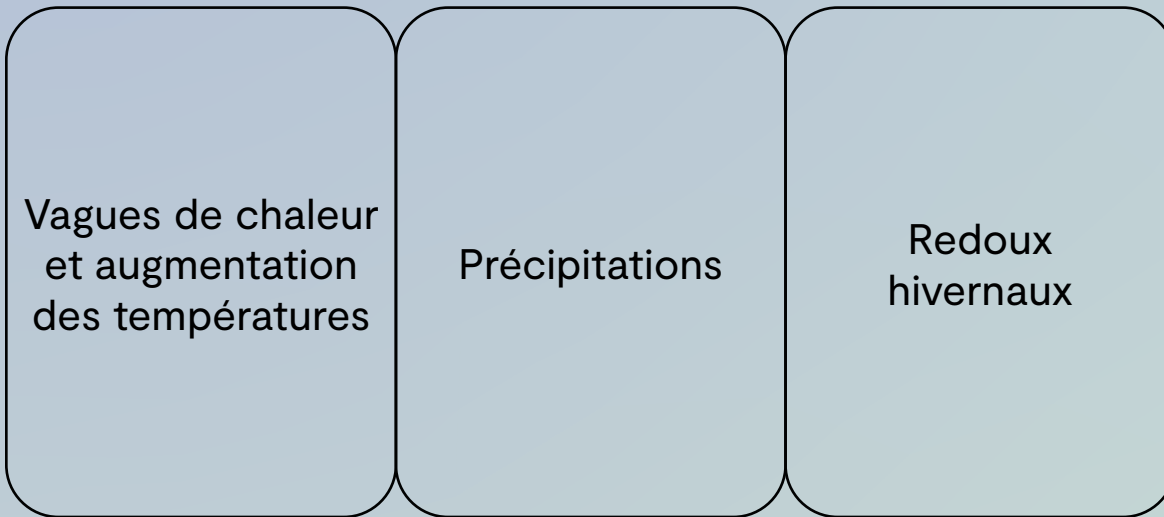 Vagues de chaleur
et augmentation
des températures
Précipitations
Redoux
hivernaux